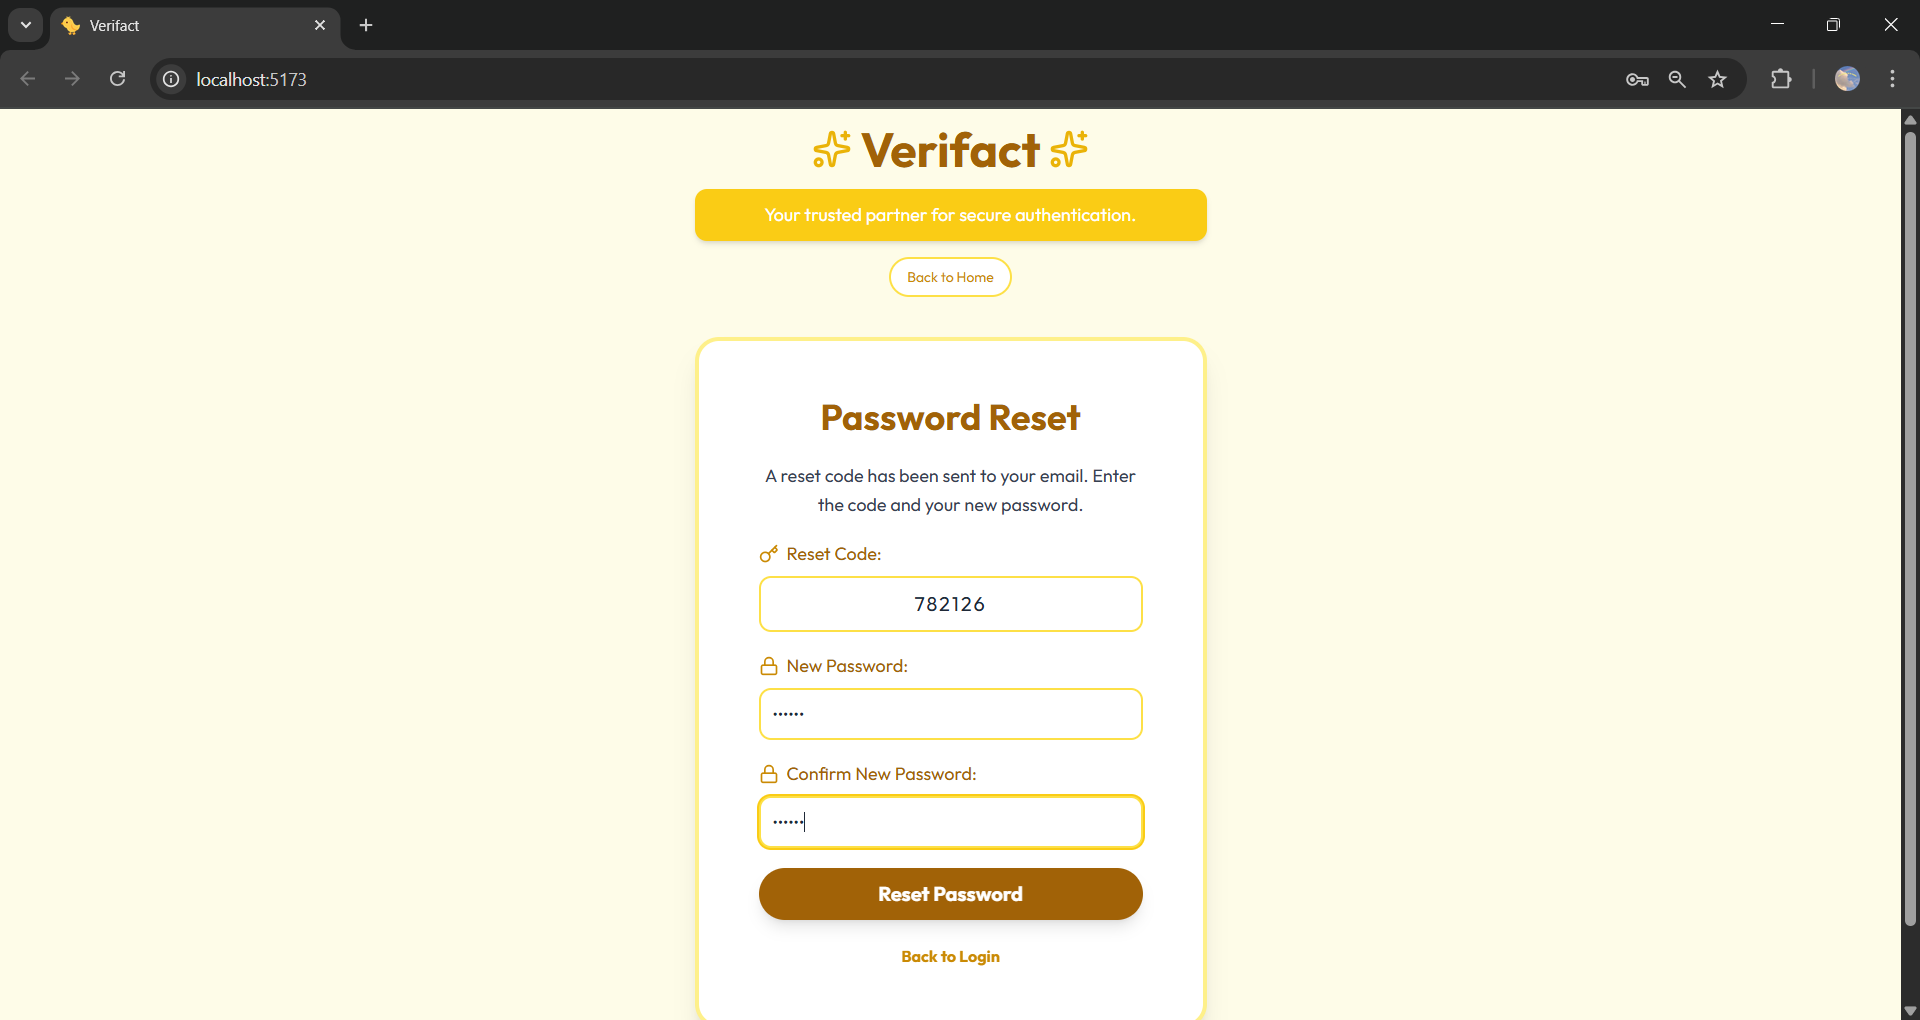 Verifact
localhost:5173
Verifact
Your trusted partner for secure authentication.
Back to Home
Password Reset
A reset code has been sent to your email. Enter
the code and your new password.
Reset Code:
782126
New Password:
••••••
Confirm New Password:
••••••
Reset Password
Back to Login